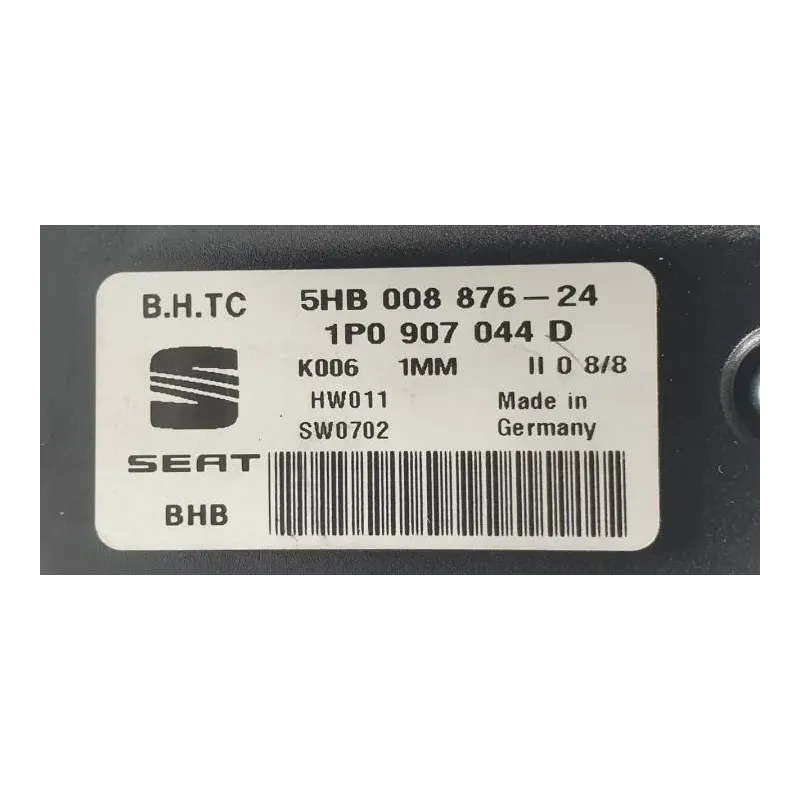 B.H.TC 5HB 008 876-24
1P0 907 044 D
K006 1MM II 0 8/8
HW011 Made in
SW0702 Germany
SEAT
BHB